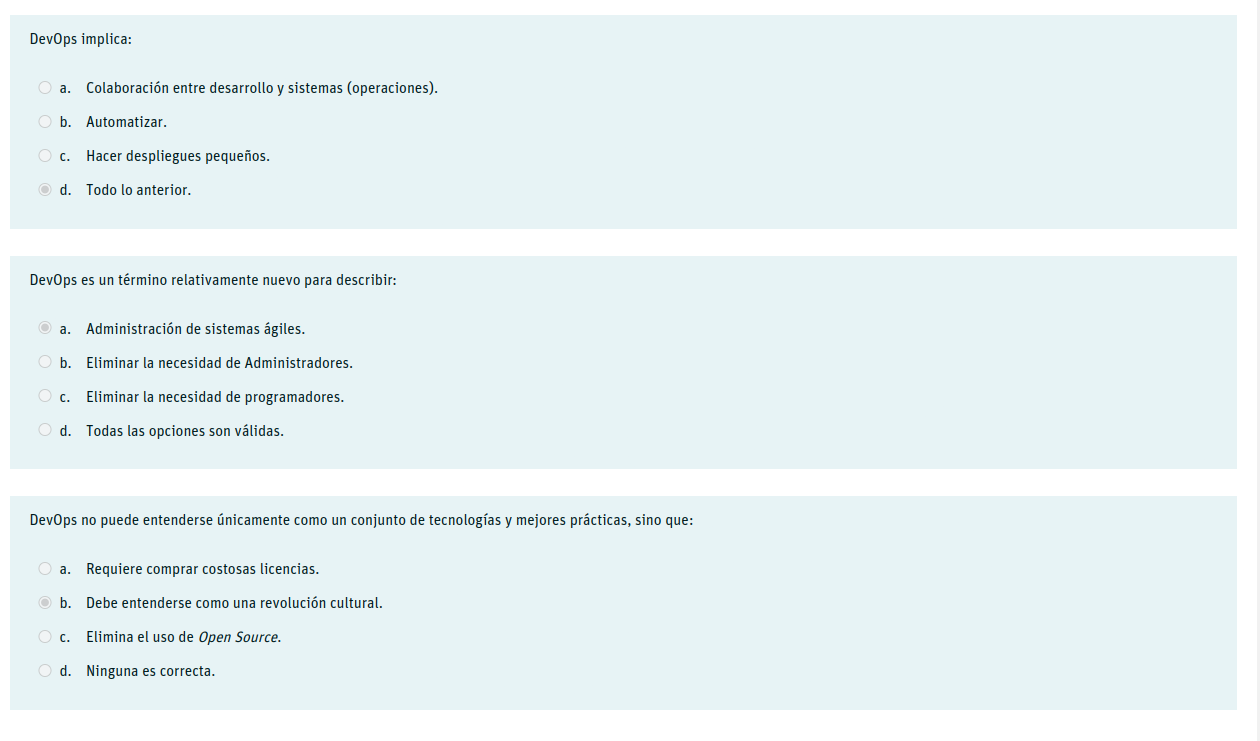 DevOps implica:
a. Colaboración entre desarrollo y sistemas (operaciones).
b. Automatizar.
c. Hacer despliegues pequeños.
d. Todo lo anterior.
DevOps es un término relativamente nuevo para describir:
a. Administración de sistemas ágiles.
b. Eliminar la necesidad de Administradores.
c. Eliminar la necesidad de programadores.
d. Todas las opciones son válidas.
DevOps no puede entenderse únicamente como un conjunto de tecnologías y mejores prácticas, sino que:
a. Requiere comprar costosas licencias.
b. Debe entenderse como una revolución cultural.
c. Elimina el uso de Open Source.
d. Ninguna es correcta.